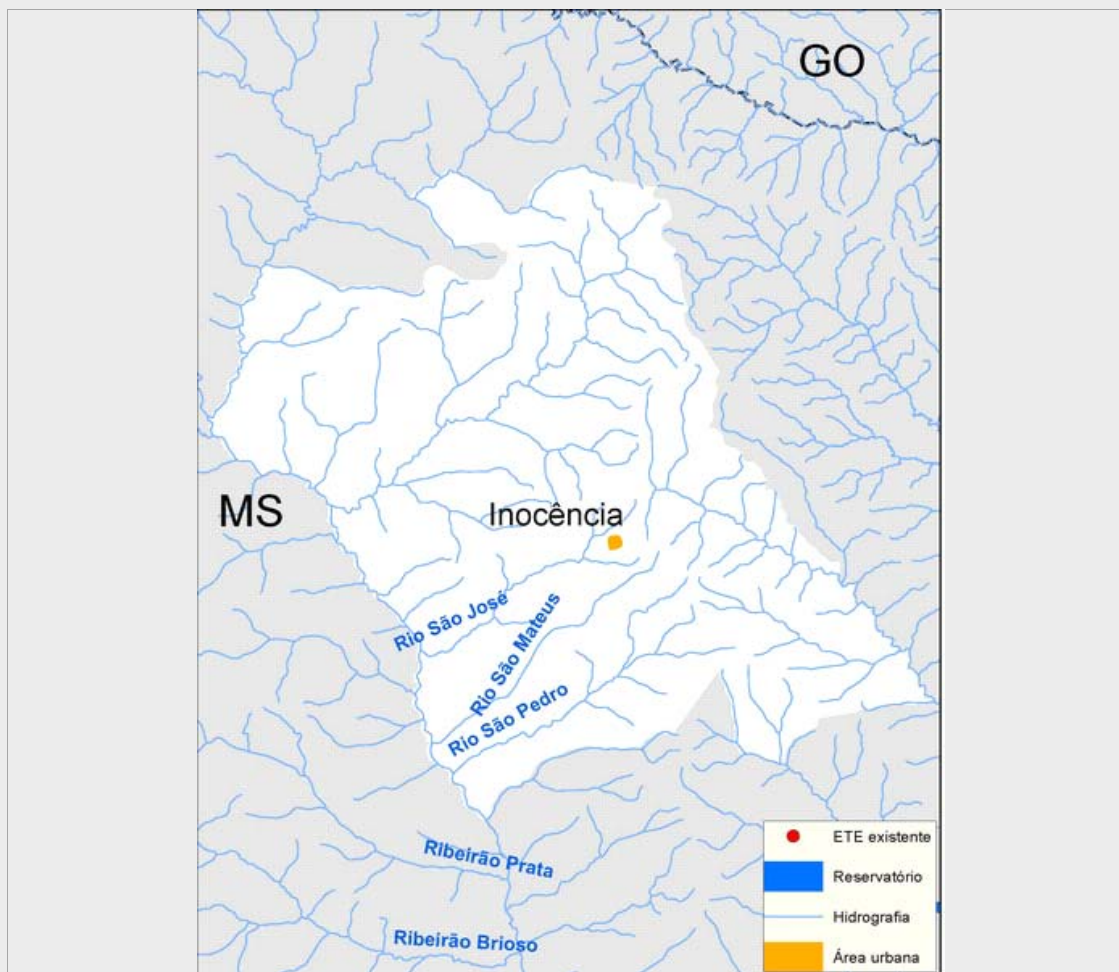 GO
MS
Inocência
Rio São José
Rio São Mateus
Rio São Pedro
Ribeirão Prata
Ribeirão Brioso
ETE existente
Reservatório
Hidrografia
Área urbana